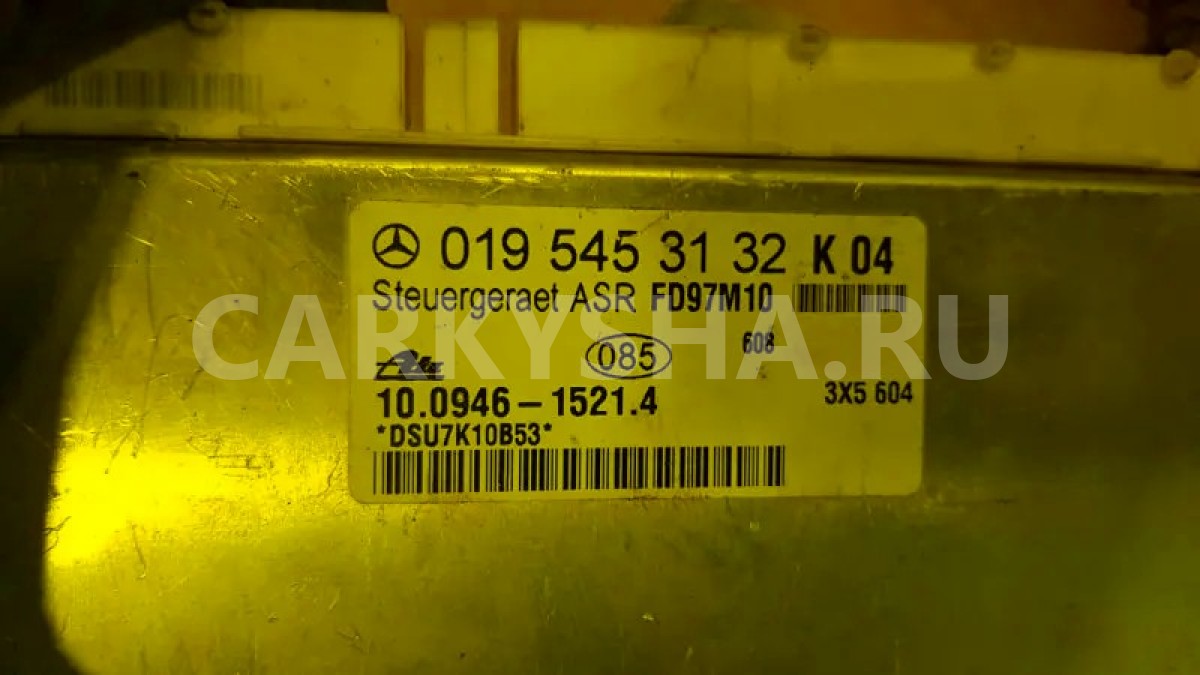 019 545 31 32 K 04
Steuergeraet ASR FD97M10
CARKYSHA.RU
085 608
Ate
10.0946-1521.4 3X5 604
*DSU7K10B53*